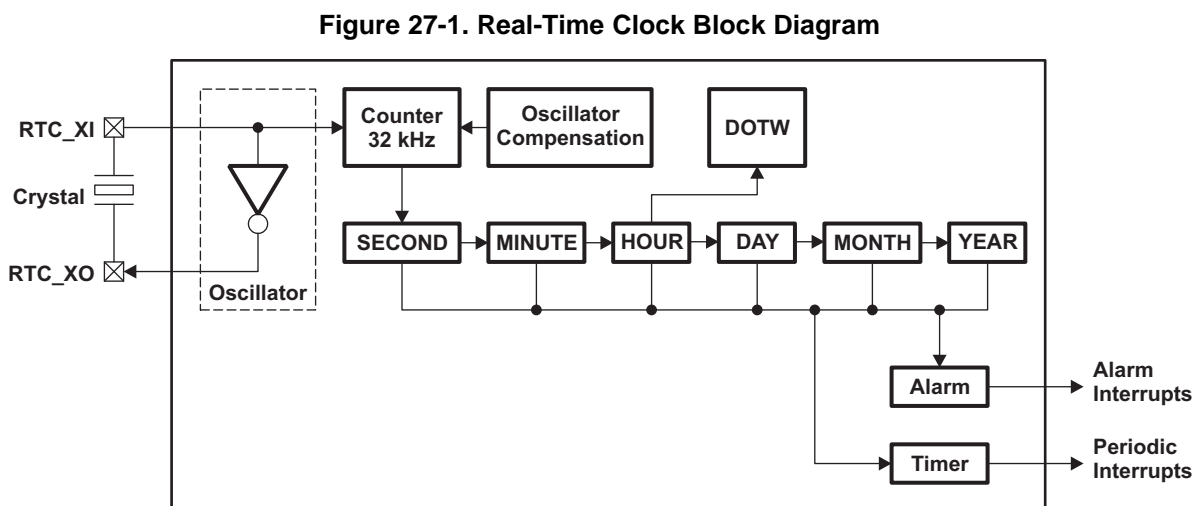 Figure 27-1. Real-Time Clock Block Diagram
RTC_XI
Crystal
RTC_XO
Oscillator
Counter
32 kHz
Oscillator
Compensation
DOTW
SECOND
MINUTE
HOUR
DAY
MONTH
YEAR
Alarm
Alarm
Interrupts
Timer
Periodic
Interrupts